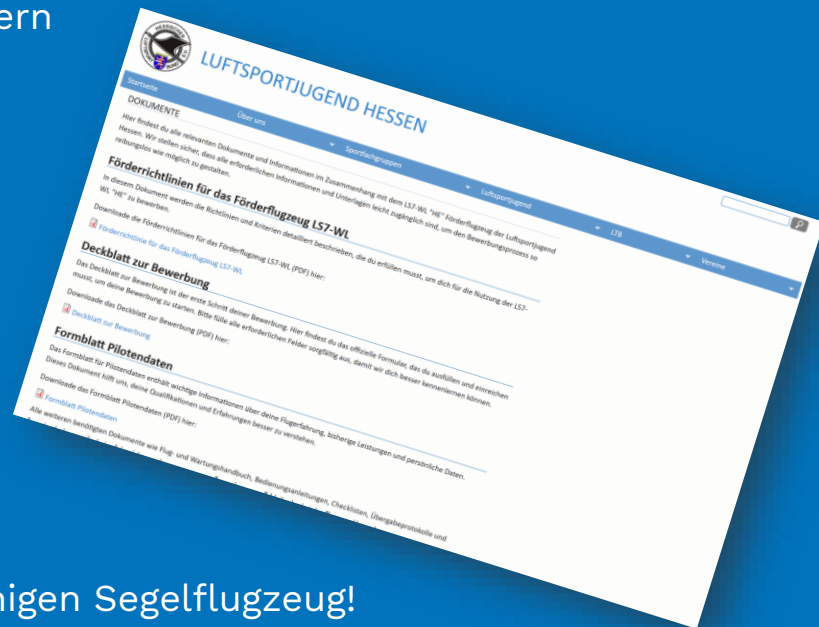 ern
LUFTSPORTJUGEND HESSEN
Startseite Über uns Sportfachgruppen Luftsportjugend LTB Vereine
DOKUMENTE
Hier findest du alle relevanten Dokumente und Informationen im Zusammenhang mit dem LS7-WL "HE" Förderflugzeug der Luftsportjugend
Hessen. Wir stellen sicher, dass alle erforderlichen Informationen und Unterlagen leicht zugänglich sind, um den Bewerbungsprozess so
reibungslos wie möglich zu gestalten.
Förderrichtlinien für das Förderflugzeug LS7-WL
In diesem Dokument werden die Richtlinien und Kriterien detailliert beschrieben, die du erfüllen musst, um dich für die Nutzung der LS7-
WL "HE" zu bewerben.
Downloade die Förderrichtlinien für das Förderflugzeug LS7-WL (PDF) hier:
Förderrichtlinie für das Förderflugzeug LS7-WL
Deckblatt zur Bewerbung
Das Deckblatt zur Bewerbung ist der erste Schritt deiner Bewerbung. Hier findest du das offizielle Formular, das du ausfüllen und einreichen
musst, um deine Bewerbung zu starten. Bitte fülle alle erforderlichen Felder sorgfältig aus, damit wir dich besser kennenlernen können.
Downloade das Deckblatt zur Bewerbung (PDF) hier:
Deckblatt zur Bewerbung
Formblatt Pilotendaten
Das Formblatt für Pilotendaten enthält wichtige Informationen über deine Flugerfahrung, bisherige Leistungen und persönliche Daten.
Dieses Dokument hilft uns, deine Qualifikationen und Erfahrungen besser zu verstehen.
Downloade das Formblatt Pilotendaten (PDF) hier:
Formblatt Pilotendaten
Alle weiteren benötigten Dokumente wie Flug- und Wartungshandbuch, Bedienungsanleitungen, Checklisten, Übergabeprotokolle und
nigen Segelflugzeug!